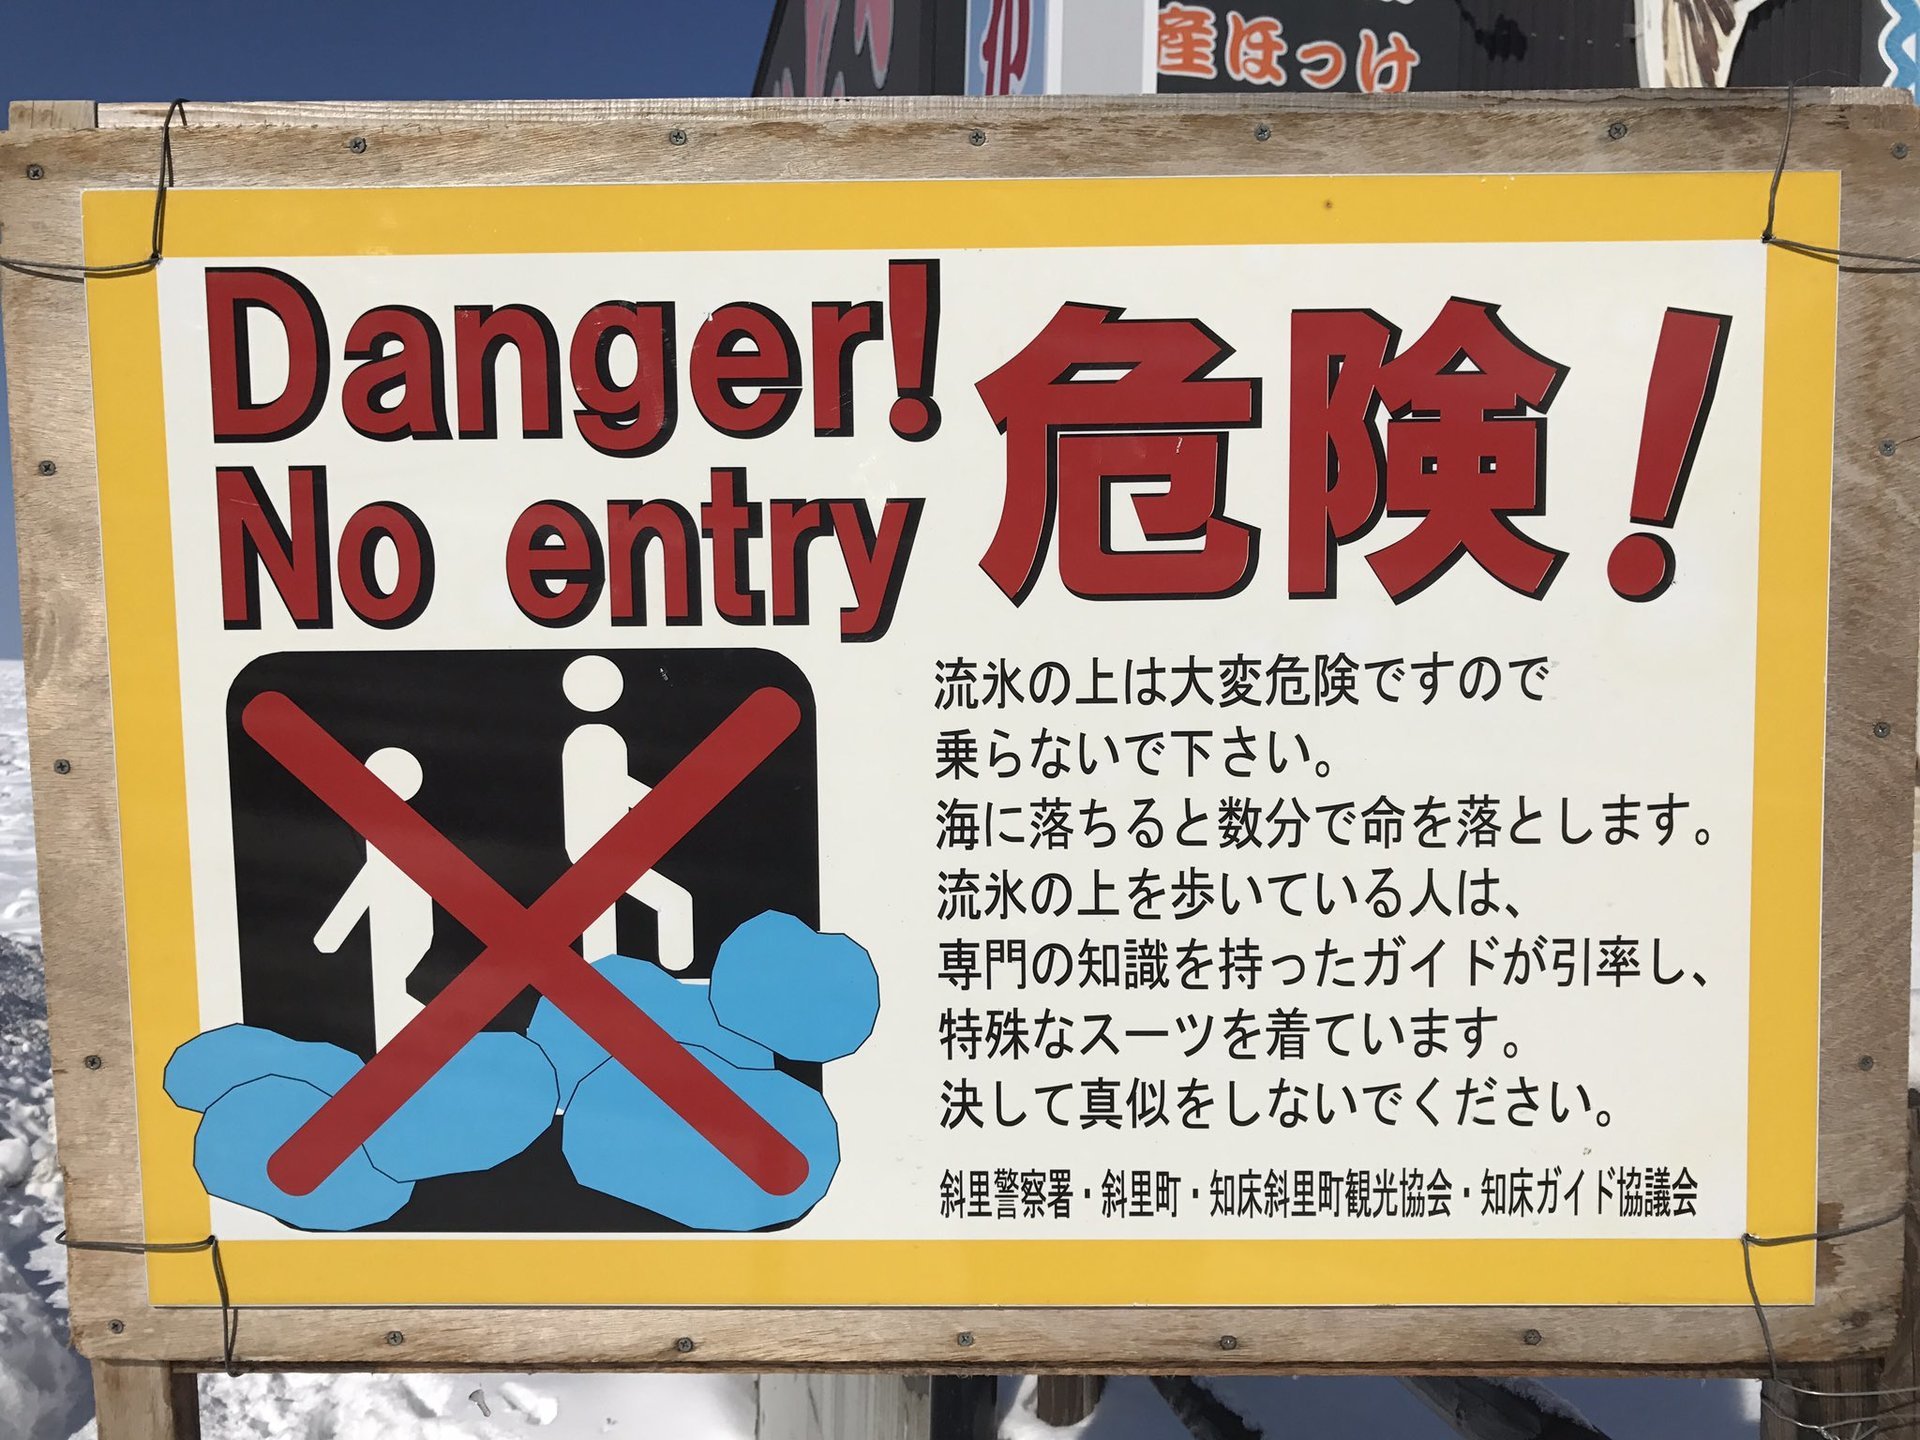 産ほっけ
Danger!
No entry
危険!
流氷の上は大変危険ですので
乗らないで下さい。
海に落ちると数分で命を落とします。
流氷の上を歩いている人は、
専門の知識を持ったガイドが引率し、
特殊なスーツを着ています。
決して真似をしないでください。
斜里警察署・斜里町・知床斜里町観光協会・知床ガイド協議会